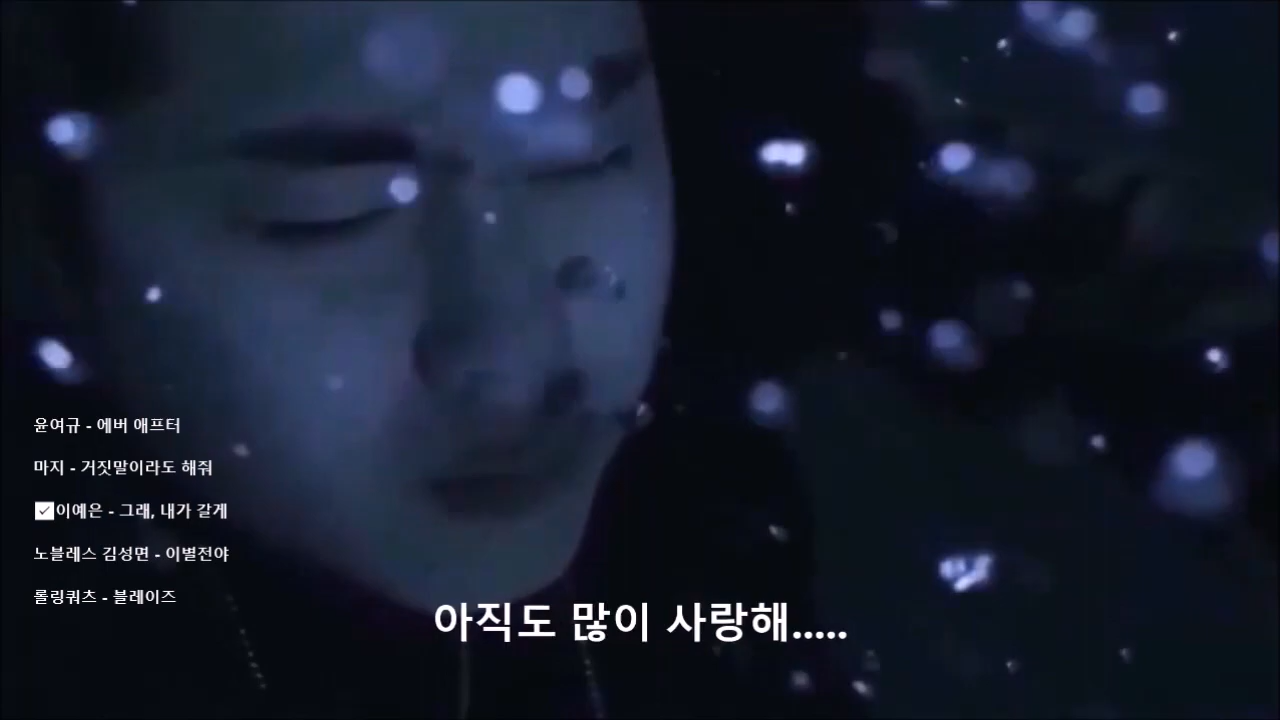 윤여규 - 에버 애프터
마지 - 거짓말이라도 해줘
✅이예은 - 그래, 내가 갈게
노블레스 김성면 - 이별전야
롤링쿼츠 - 블레이즈
아직도 많이 사랑해.....